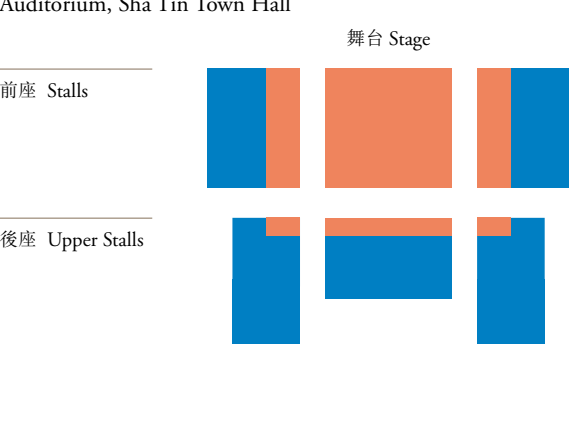 Auditorium, Sha Tin Town Hall
舞台 Stage
前座 Stalls
後座 Upper Stalls